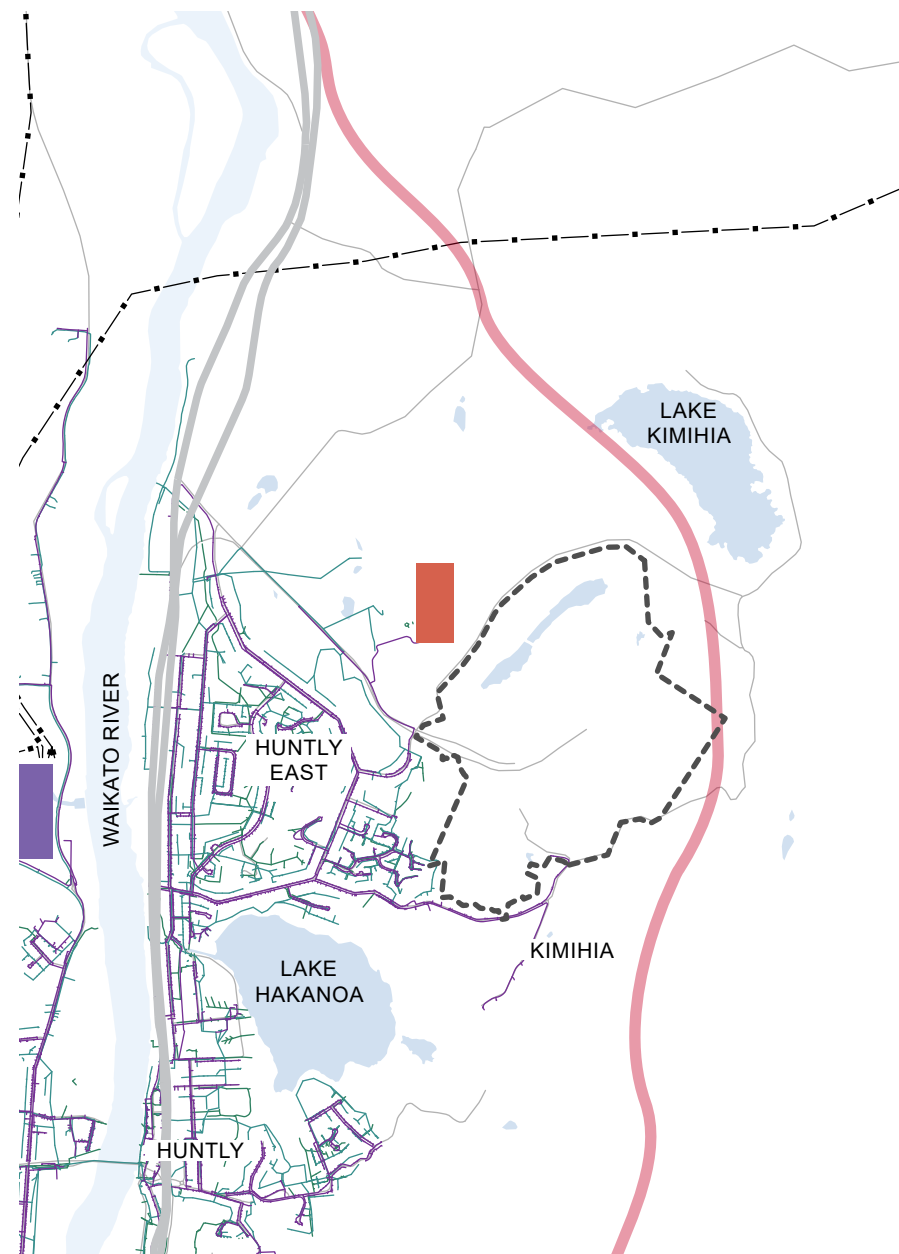 LAKE
KIMIHIA
WAIKATO RIVER
HUNTLY
EAST
KIMIHIA
LAKE
HAKANOA
HUNTLY